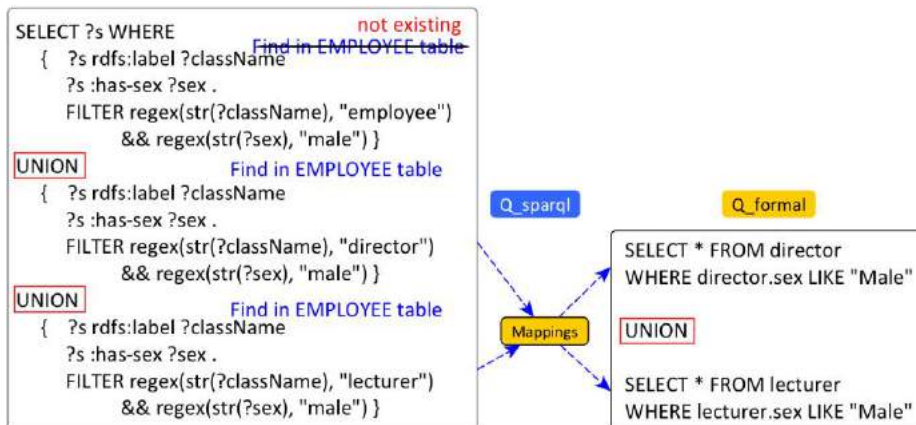 SELECT ?s WHERE
not existing
Find in EMPLOYEE table
{ ?s rdfs:label ?className
?s :has-sex ?sex .
FILTER regex(str(?className), "employee")
&& regex(str(?sex), "male") }
UNION
Find in EMPLOYEE table
{ ?s rdfs:label ?className
?s :has-sex ?sex .
FILTER regex(str(?className), "director")
&& regex(str(?sex), "male") }
UNION
Find in EMPLOYEE table
{ ?s rdfs:label ?className
?s :has-sex ?sex .
FILTER regex(str(?className), "lecturer")
&& regex(str(?sex), "male") }
Q_sparql
Mappings
Q_formal
SELECT * FROM director
WHERE director.sex LIKE "Male"
UNION
SELECT * FROM lecturer
WHERE lecturer.sex LIKE "Male"